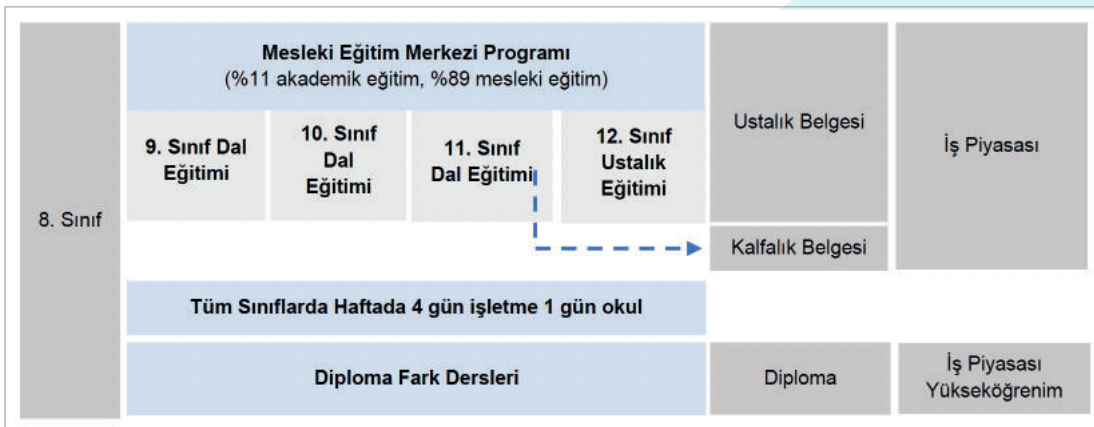 8. Sınıf
Mesleki Eğitim Merkezi Programı
(%11 akademik eğitim, %89 mesleki eğitim)
9. Sınıf Dal
Eğitimi
10. Sınıf
Dal
Eğitimi
11. Sınıf
Dal Eğitimi
12. Sınıf
Ustalık
Eğitimi
Ustalık Belgesi
Kalfalık Belgesi
İş Piyasası
Tüm Sınıflarda Haftada 4 gün işletme 1 gün okul
Diploma Fark Dersleri
Diploma
İş Piyasası
Yükseköğrenim